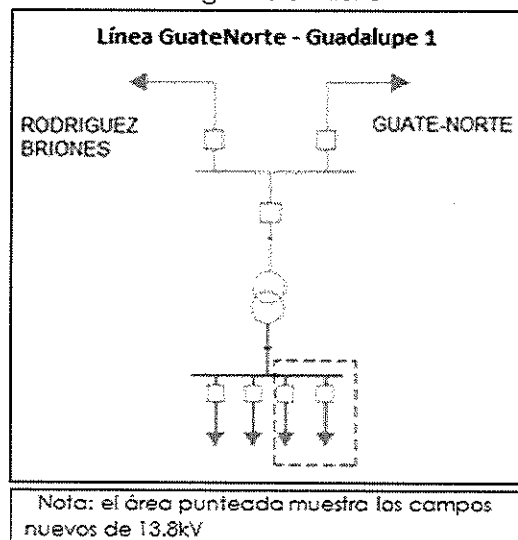 Línea GuateNorte - Guadalupe 1
RODRIGUEZ
BRIONES
GUATE-NORTE
Nota: el área punteada muestra los campos
nuevos de 13.8kV